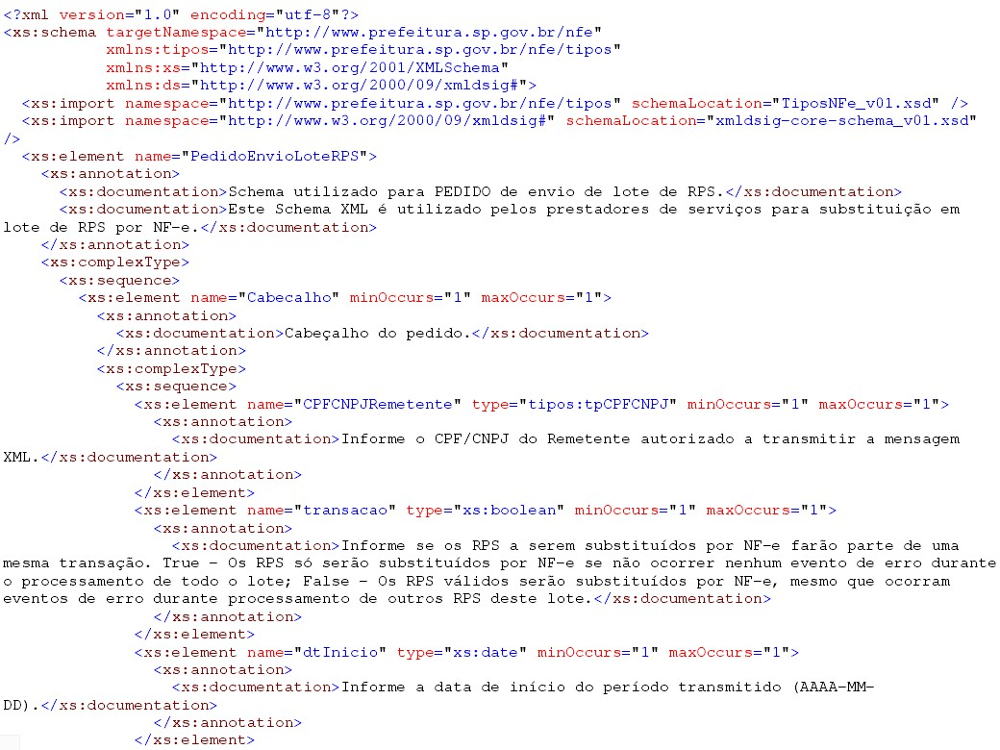 <?xml version="1.0" encoding="utf-8"?>
<xs:schema targetNamespace="http://www.prefeitura.sp.gov.br/nfe"
           xmlns:tipos="http://www.prefeitura.sp.gov.br/nfe/tipos"
           xmlns:xs="http://www.w3.org/2001/XMLSchema"
           xmlns:ds="http://www.w3.org/2000/09/xmldsig#">
  <xs:import namespace="http://www.prefeitura.sp.gov.br/nfe/tipos" schemaLocation="TiposNFe_v01.xsd" />
  <xs:import namespace="http://www.w3.org/2000/09/xmldsig#" schemaLocation="xmldsig-core-schema_v01.xsd"
/>
  <xs:element name="PedidoEnvioLoteRPS">
    <xs:annotation>
      <xs:documentation>Schema utilizado para PEDIDO de envio de lote de RPS.</xs:documentation>
      <xs:documentation>Este Schema XML é utilizado pelos prestadores de serviços para substituição em
lote de RPS por NF-e.</xs:documentation>
    </xs:annotation>
    <xs:complexType>
      <xs:sequence>
        <xs:element name="Cabecalho" minOccurs="1" maxOccurs="1">
          <xs:annotation>
            <xs:documentation>Cabeçalho do pedido.</xs:documentation>
          </xs:annotation>
          <xs:complexType>
            <xs:sequence>
              <xs:element name="CPFCNPJRemetente" type="tipos:tpCPFCNPJ" minOccurs="1" maxOccurs="1">
                <xs:annotation>
                  <xs:documentation>Informe o CPF/CNPJ do Remetente autorizado a transmitir a mensagem
XML.</xs:documentation>
                </xs:annotation>
              </xs:element>
              <xs:element name="transacao" type="xs:boolean" minOccurs="1" maxOccurs="1">
                <xs:annotation>
                  <xs:documentation>Informe se os RPS a serem substituídos por NF-e farão parte de uma
mesma transação. True - Os RPS só serão substituídos por NF-e se não ocorrer nenhum evento de erro durante
o processamento de todo o lote; False - Os RPS válidos serão substituídos por NF-e, mesmo que ocorram
eventos de erro durante processamento de outros RPS deste lote.</xs:documentation>
                </xs:annotation>
              </xs:element>
              <xs:element name="dtInicio" type="xs:date" minOccurs="1" maxOccurs="1">
                <xs:annotation>
                  <xs:documentation>Informe a data de início do período transmitido (AAAA-MM-
DD).</xs:documentation>
                </xs:annotation>
              </xs:element>